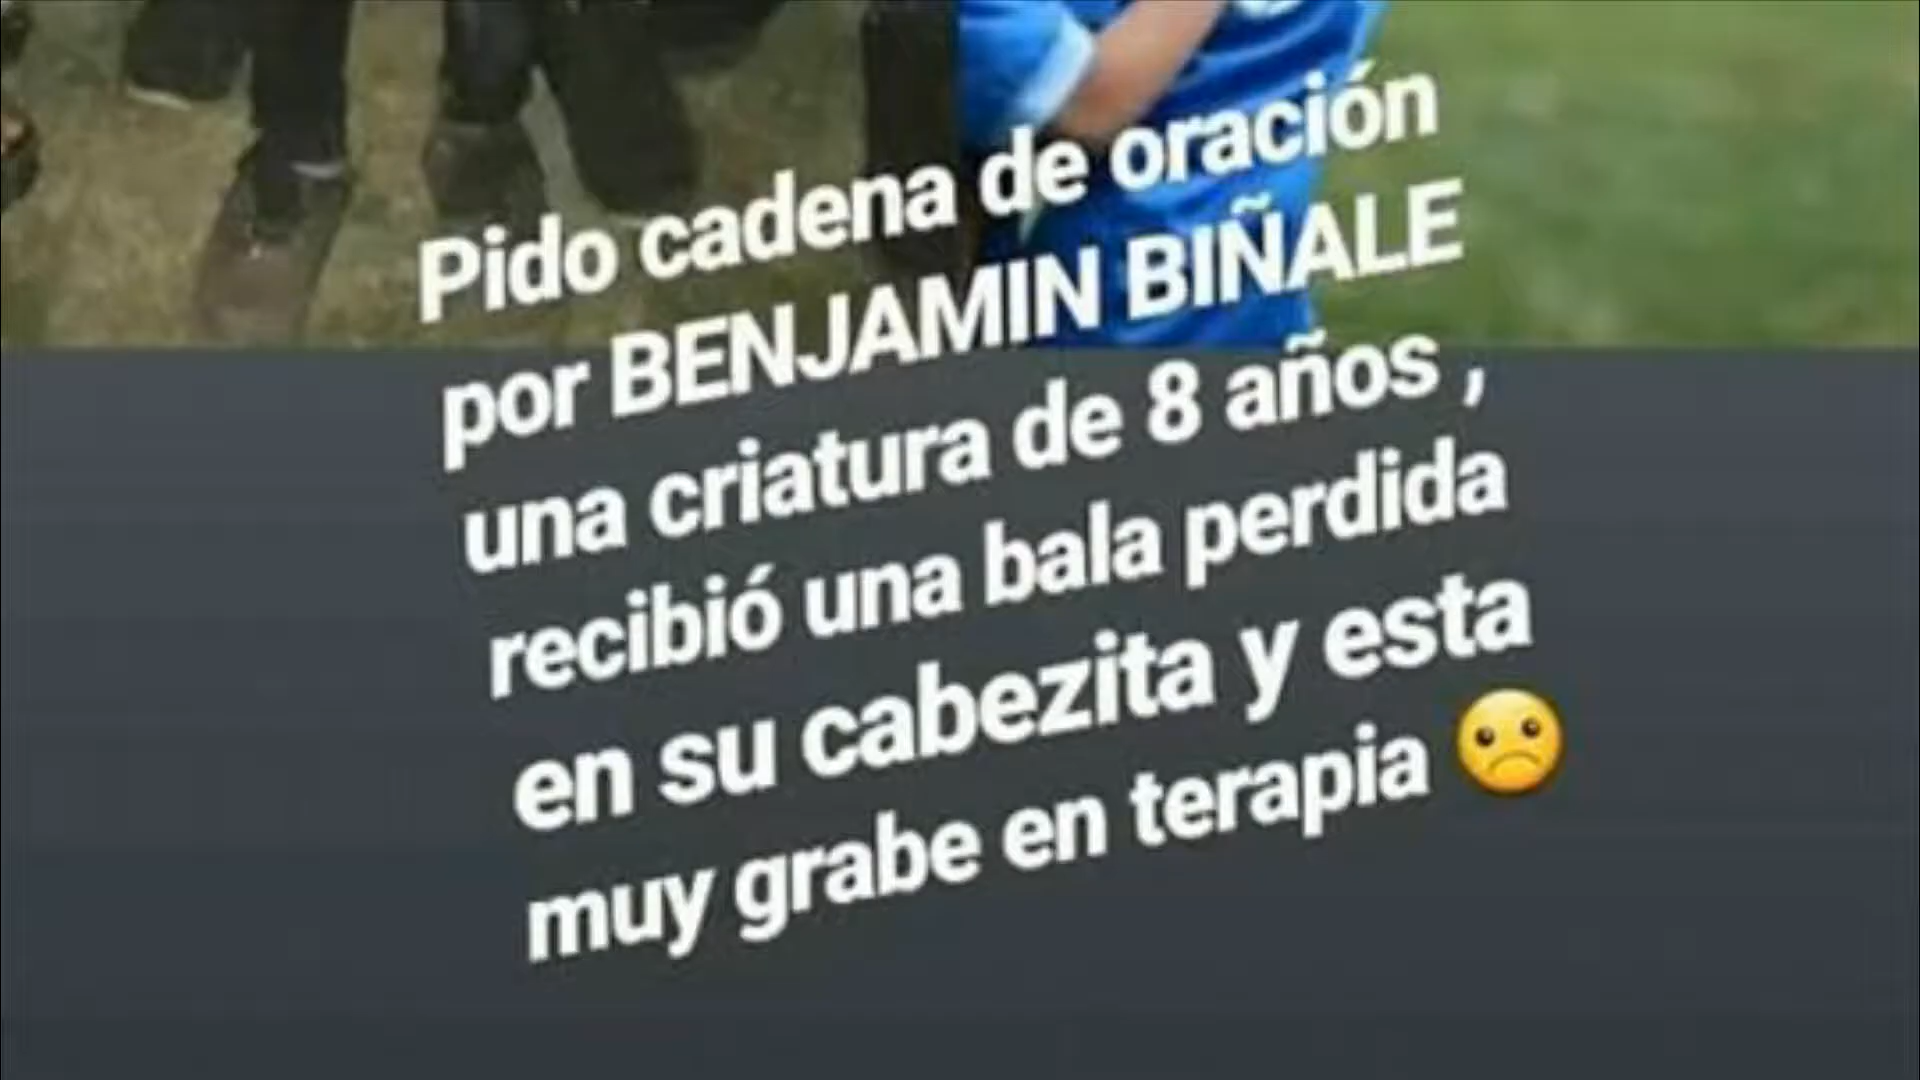 Pido cadena de oración
por BENJAMIN BIÑALE
una criatura de 8 años ,
recibió una bala perdida
en su cabezita y esta
muy grabe en terapia ☹️